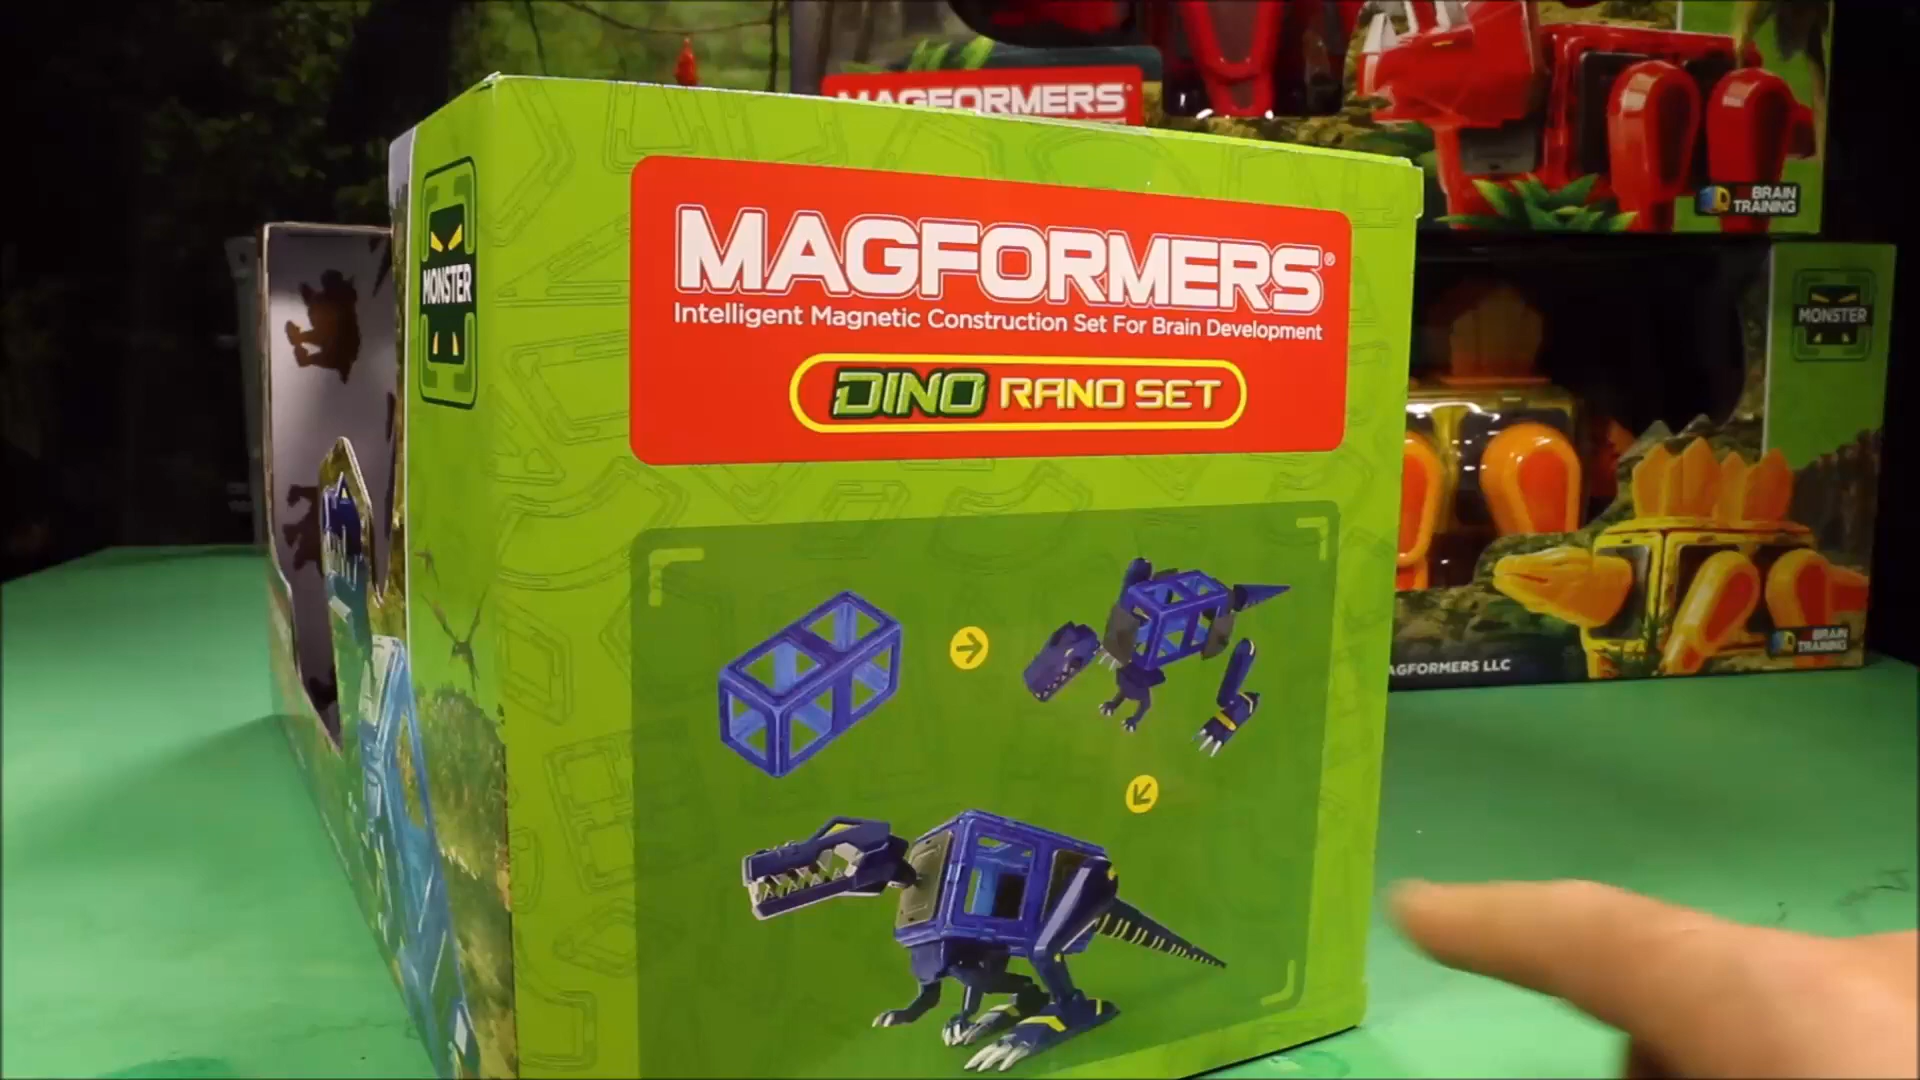 MAGFORMERS®
BRAIN
TRAINING
MONSTER
MAGFORMERS®
Intelligent Magnetic Construction Set For Brain Development
DINO RANO SET
MONSTER
BRAIN
TRAINING
AGFORMERS LLC